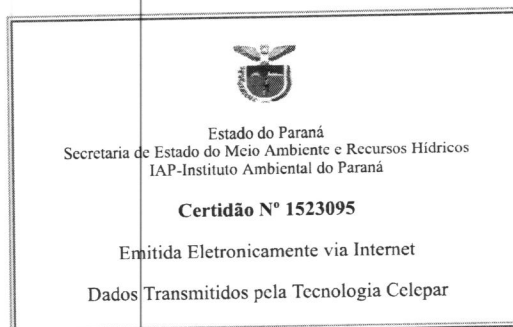 Estado do Paraná
Secretaria de Estado do Meio Ambiente e Recursos Hídricos
IAP-Instituto Ambiental do Paraná
Certidão Nº 1523095
Emitida Eletronicamente via Internet
Dados Transmitidos pela Tecnologia Celepar